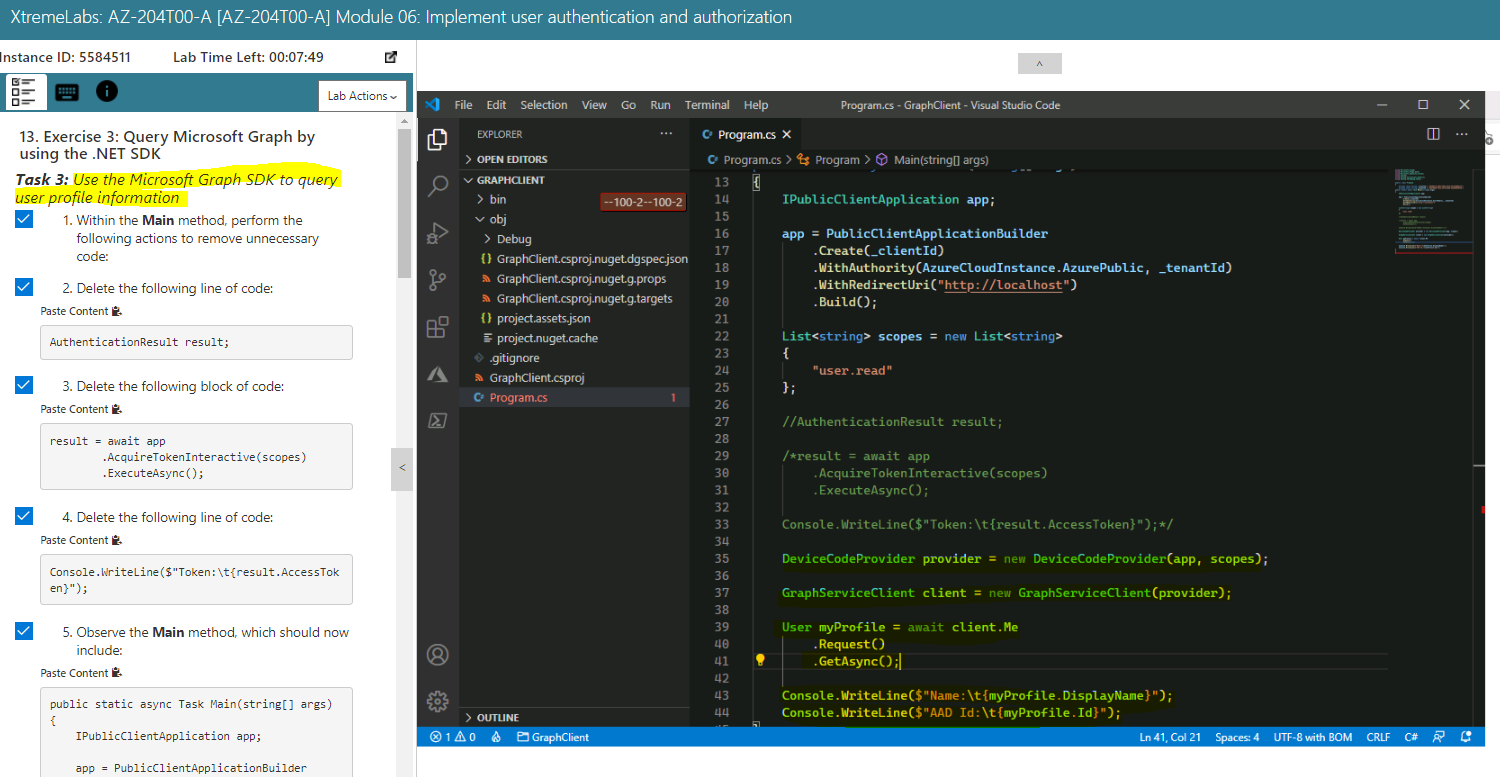 XtremeLabs: AZ-204T00-A [AZ-204T00-A] Module 06: Implement user authentication and authorization
Instance ID: 5584511 Lab Time Left: 00:07:49
Lab Actions
13. Exercise 3: Query Microsoft Graph by
using the .NET SDK
Task 3: Use the Microsoft Graph SDK to query
user profile information
1. Within the Main method, perform the
following actions to remove unnecessary
code:
2. Delete the following line of code:
Paste Content
AuthenticationResult result;
3. Delete the following block of code:
Paste Content
result = await app
.AcquireTokenInteractive(scopes)
.ExecuteAsync();
4. Delete the following line of code:
Paste Content
Console.WriteLine($"Token:\t{result.AccessTok
en}");
5. Observe the Main method, which should now
include:
Paste Content
public static async Task Main(string[] args)
{
IPublicClientApplication app;
app = PublicClientApplicationBuilder
<
^
File Edit Selection View Go Run Terminal Help Program.cs - GraphClient - Visual Studio Code
EXPLORER
OPEN EDITORS
GRAPHCLIENT
bin
--100-2--100-2
obj
Debug
{} GraphClient.csproj.nuget.dgspec.json
GraphClient.csproj.nuget.g.props
GraphClient.csproj.nuget.g.targets
{} project.assets.json
project.nuget.cache
.gitignore
GraphClient.csproj
C# Program.cs 1
OUTLINE
C# Program.cs
C# Program.cs > Program > Main(string[] args)
13 {
14 IPublicClientApplication app;
15
16 app = PublicClientApplicationBuilder
17 .Create(_clientId)
18 .WithAuthority(AzureCloudInstance.AzurePublic, _tenantId)
19 .WithRedirectUri("http://localhost")
20 .Build();
21
22 List<string> scopes = new List<string>
23 {
24 "user.read"
25 };
26
27 //AuthenticationResult result;
28
29 /*result = await app
30 .AcquireTokenInteractive(scopes)
31 .ExecuteAsync();
32
33 Console.WriteLine($"Token:\t{result.AccessToken}");*/
34
35 DeviceCodeProvider provider = new DeviceCodeProvider(app, scopes);
36
37 GraphServiceClient client = new GraphServiceClient(provider);
38
39 User myProfile = await client.Me
40 .Request()
41 .GetAsync();
42
43 Console.WriteLine($"Name:\t{myProfile.DisplayName}");
44 Console.WriteLine($"AAD Id:\t{myProfile.Id}");
1 0 GraphClient Ln 41, Col 21 Spaces: 4 UTF-8 with BOM CRLF C#